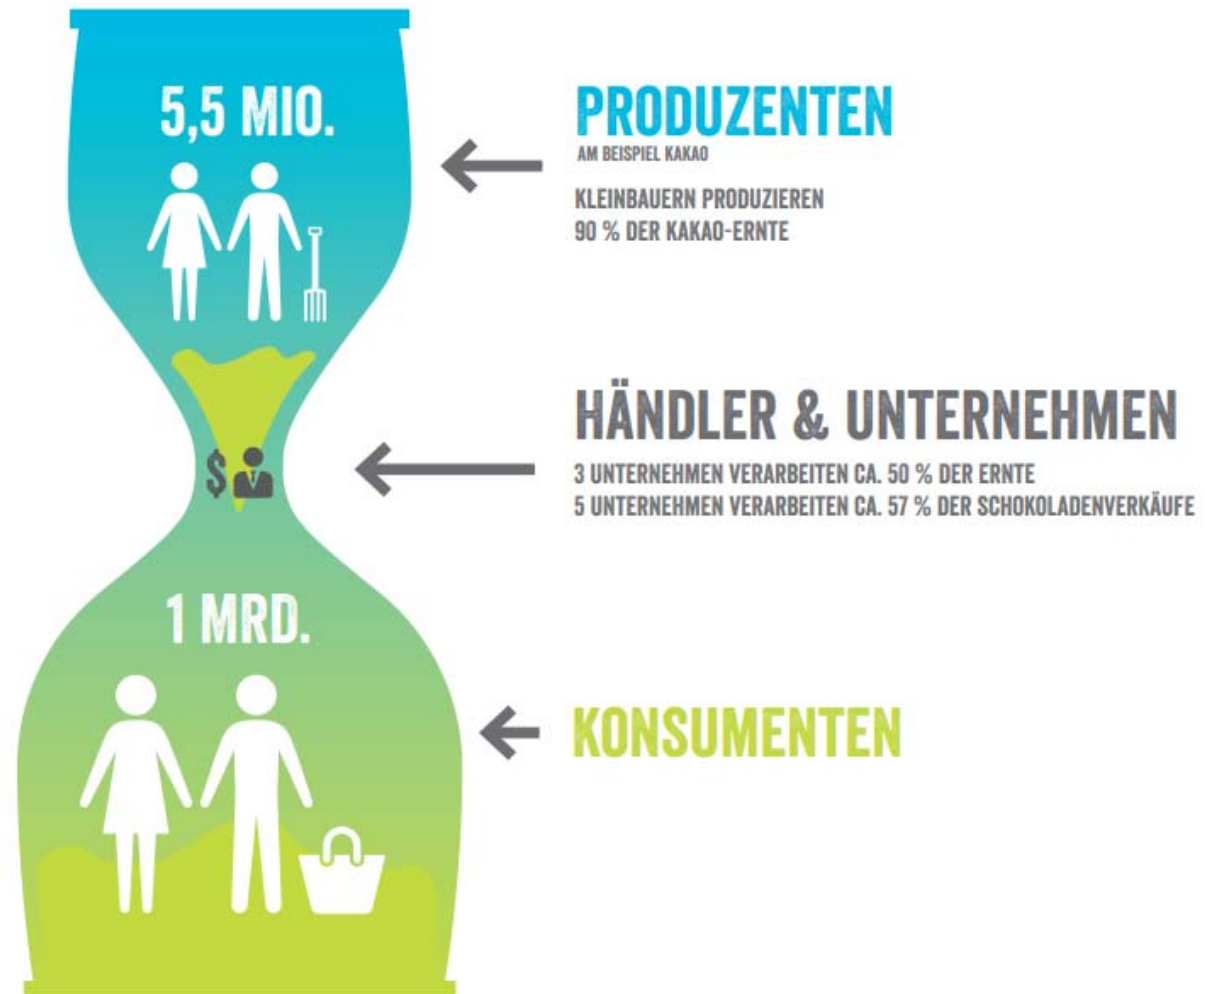 5,5 MIO.
PRODUZENTEN
AM BEISPIEL KAKAO
KLEINBAUERN PRODUZIEREN
90 % DER KAKAO-ERNTE
HÄNDLER & UNTERNEHMEN
$
3 UNTERNEHMEN VERARBEITEN CA. 50 % DER ERNTE
5 UNTERNEHMEN VERARBEITEN CA. 57 % DER SCHOKOLADENVERKÄUFE
1 MRD.
KONSUMENTEN